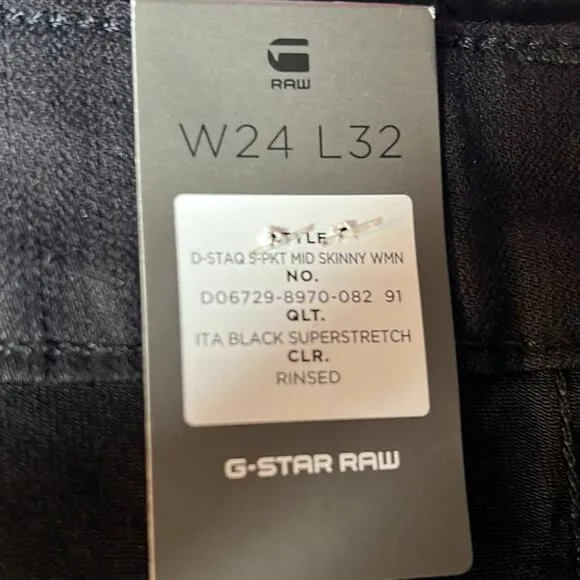 RAW
W24 L32
STYLE
D-STAQ 5-PKT MID SKINNY WMN
NO.
D06729-8970-082 91
QLT.
ITA BLACK SUPERSTRETCH
CLR.
RINSED
G-STAR RAW